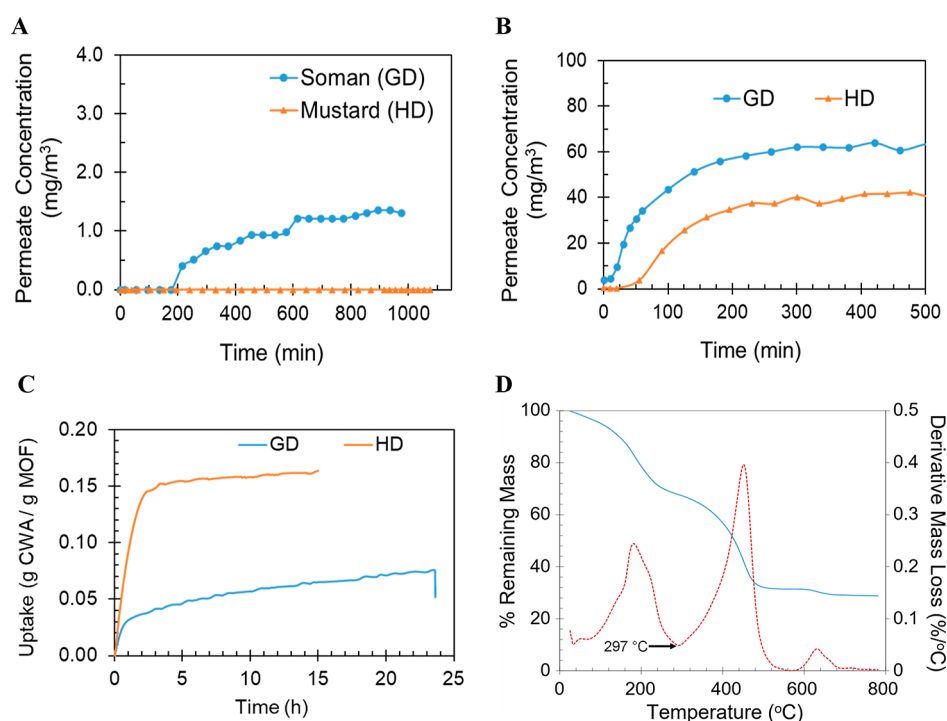 A
Permeate Concentration
(mg/m³)
4.0
3.0
2.0
1.0
0.0
Soman (GD)
Mustard (HD)
0 200 400 600 800 1000
Time (min)
B
Permeate Concentration
(mg/m³)
100
80
60
40
20
0
GD HD
0 100 200 300 400 500
Time (min)
C
Uptake (g CWA / g MOF)
0.20
0.15
0.10
0.05
0.00
GD HD
0 5 10 15 20 25
Time (h)
D
% Remaining Mass
100
80
60
40
20
0
297 °C
0.5
0.4
0.3
0.2
0.1
0
Derivative Mass Loss (%/°C)
0 200 400 600 800
Temperature (°C)